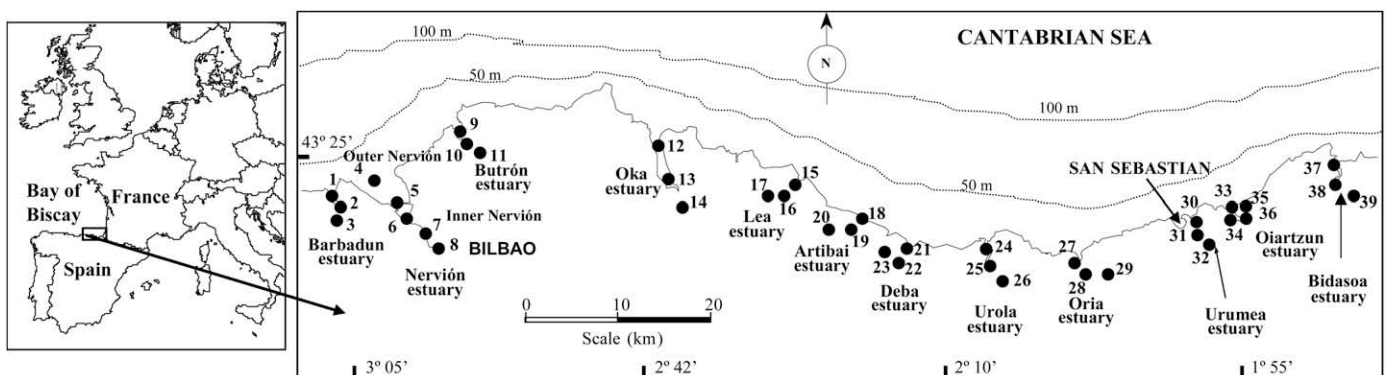 Bay of
Biscay
France
Spain
CANTABRIAN SEA
N
100 m
50 m
100 m
50 m
43º 25’
1
2
3
Barbadun
estuary
Outer Nervión
4
5
6
7
8
Inner Nervión
BILBAO
Nervión
estuary
9
10
11
Butrón
estuary
12
13
14
Oka
estuary
15
16
17
Lea
estuary
18
19
20
Artibai
estuary
21
22
23
Deba
estuary
24
25
26
Urola
estuary
27
28
29
Oria
estuary
SAN SEBASTIAN
30
31
32
Urumea
estuary
33
34
35
36
Oiartzun
estuary
37
38
39
Bidasoa
estuary
0 10 20
Scale (km)
3º 05’
2º 42’
2º 10’
1º 55’